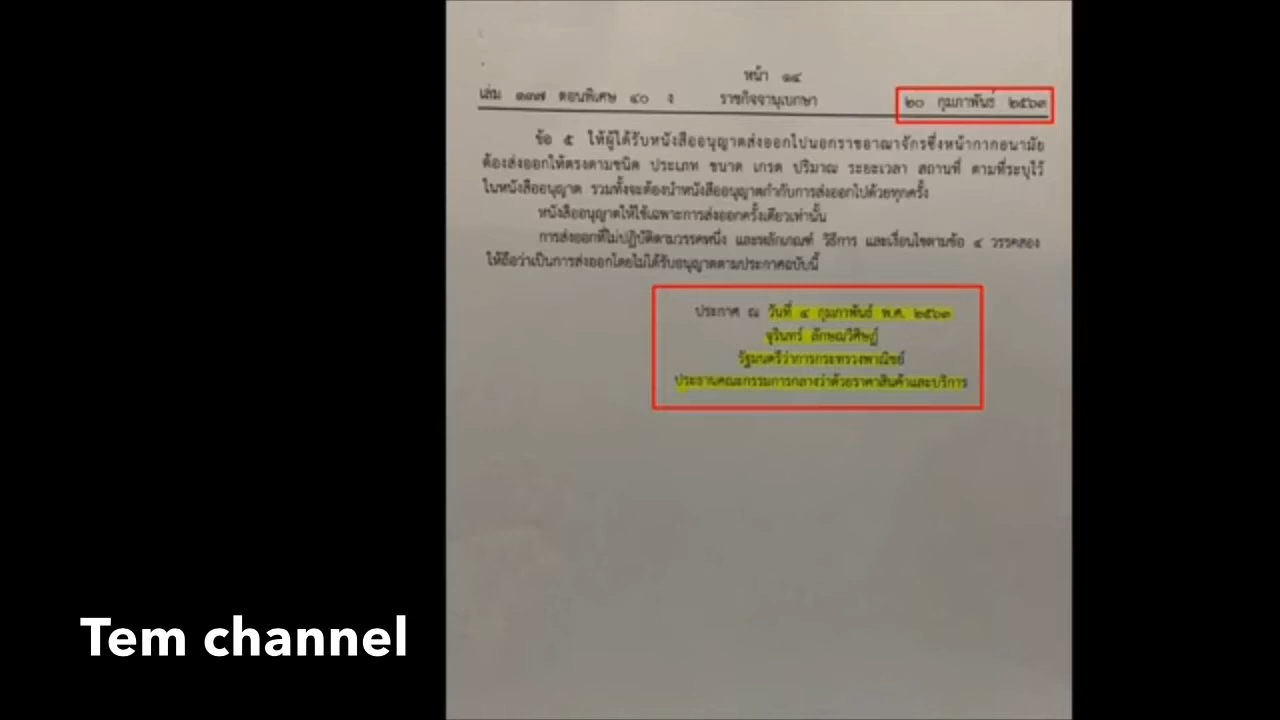 หน้า ๑๔
เล่ม ๑๓๗ ตอนพิเศษ ๔๐ ง ราชกิจจานุเบกษา ๒๐ กุมภาพันธ์ ๒๕๖๓
ข้อ ๕ ให้ผู้ได้รับหนังสืออนุญาตส่งออกไปนอกราชอาณาจักรซึ่งหน้ากากอนามัย
ต้องส่งออกให้ตรงตามชนิด ประเภท ขนาด เกรด ปริมาณ ระยะเวลา สถานที่ ตามที่ระบุไว้
ในหนังสืออนุญาต รวมทั้งจะต้องนำหนังสืออนุญาตกำกับการส่งออกไปด้วยทุกครั้ง
หนังสืออนุญาตให้ใช้เฉพาะการส่งออกครั้งเดียวเท่านั้น
การส่งออกที่ไม่ปฏิบัติตามวรรคหนึ่ง และหลักเกณฑ์ วิธีการ และเงื่อนไขตามข้อ ๔ วรรคสอง
ให้ถือว่าเป็นการส่งออกโดยไม่ได้รับอนุญาตตามประกาศฉบับนี้
ประกาศ ณ วันที่ ๔ กุมภาพันธ์ พ.ศ. ๒๕๖๓
จุรินทร์ ลักษณวิศิษฏ์
รัฐมนตรีว่าการกระทรวงพาณิชย์
ประธานคณะกรรมการกลางว่าด้วยราคาสินค้าและบริการ
Tem channel